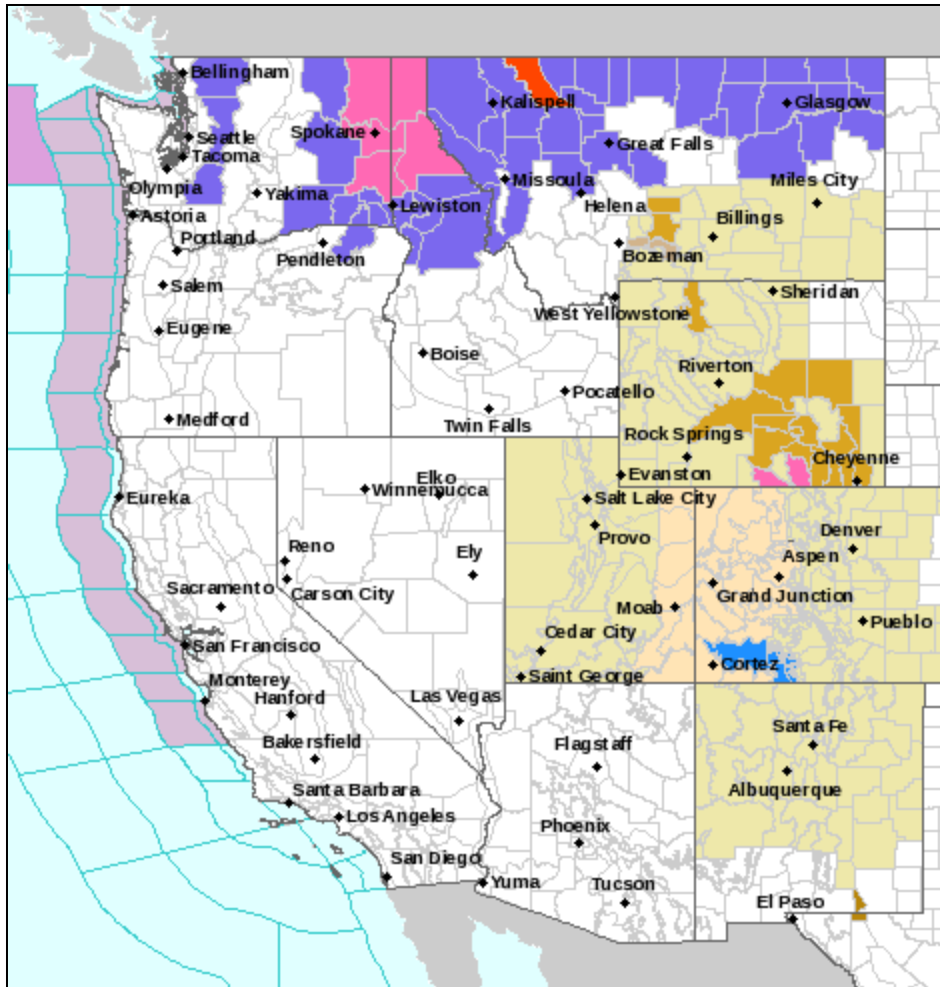 Bellingham
Kalispell
Glasgow
Spokane
Seattle
Great Falls
Tacoma
Olympia
Missoula
Miles City
Yakima
Lewiston
Helena
Astoria
Billings
Portland
Pendleton
Bozeman
Salem
Sheridan
West Yellowstone
Eugene
Boise
Riverton
Pocatello
Medford
Twin Falls
Rock Springs
Cheyenne
Evanston
Elko
Winnemucca
Eureka
Salt Lake City
Denver
Provo
Reno
Ely
Aspen
Sacramento
Carson City
Grand Junction
Moab
Pueblo
Cedar City
San Francisco
Cortez
Saint George
Monterey
Hanford
Las Vegas
Santa Fe
Bakersfield
Flagstaff
Albuquerque
Santa Barbara
Los Angeles
Phoenix
San Diego
Yuma
Tucson
El Paso